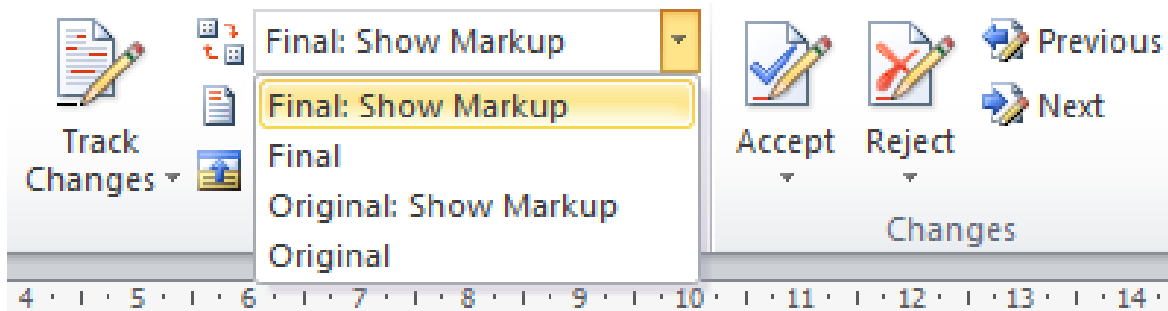 Final: Show Markup
Previous
Final: Show Markup
Next
Track
Changes
Final
Accept
Reject
Original: Show Markup
Changes
Original
4 5 6 7 8 9 10 11 12 13 14